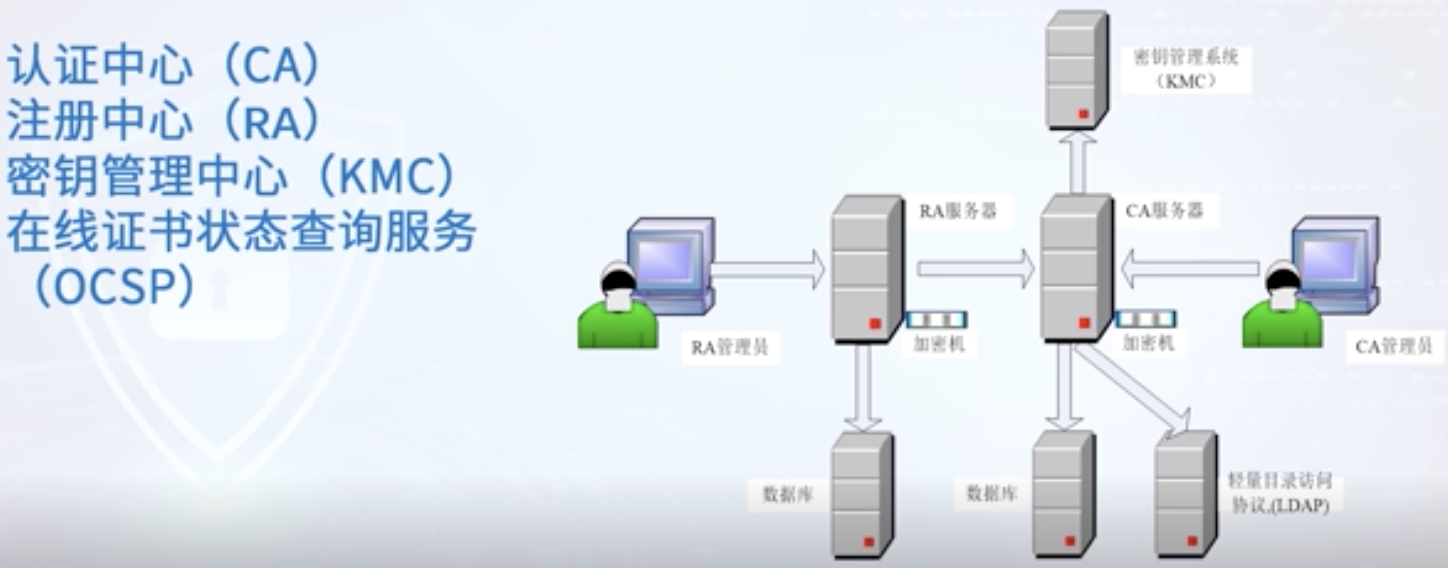 认证中心（CA）
注册中心（RA）
密钥管理中心（KMC）
在线证书状态查询服务
（OCSP）
密钥管理系统
（KMC）
RA服务器
CA服务器
加密机
加密机
RA管理员
CA管理员
数据库
数据库
轻量目录访问
协议,(LDAP)